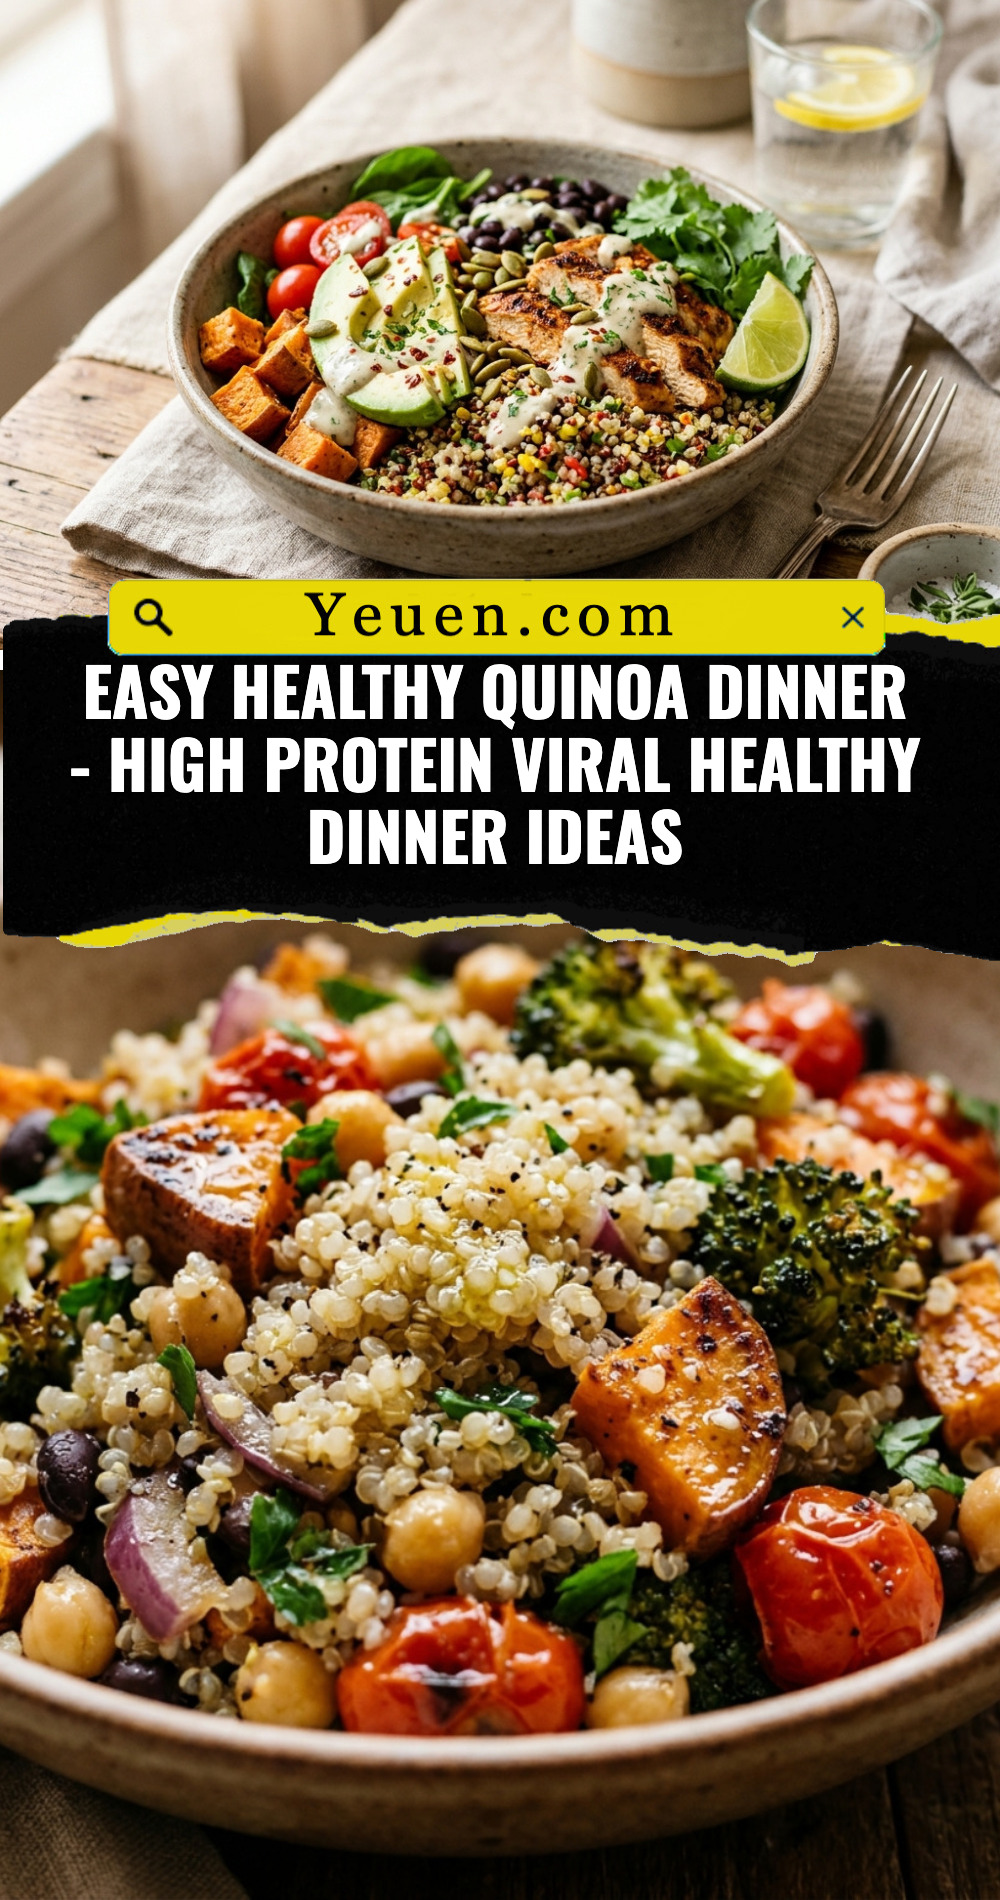 Yeuen.com
EASY HEALTHY QUINOA DINNER
- HIGH PROTEIN VIRAL HEALTHY
DINNER IDEAS